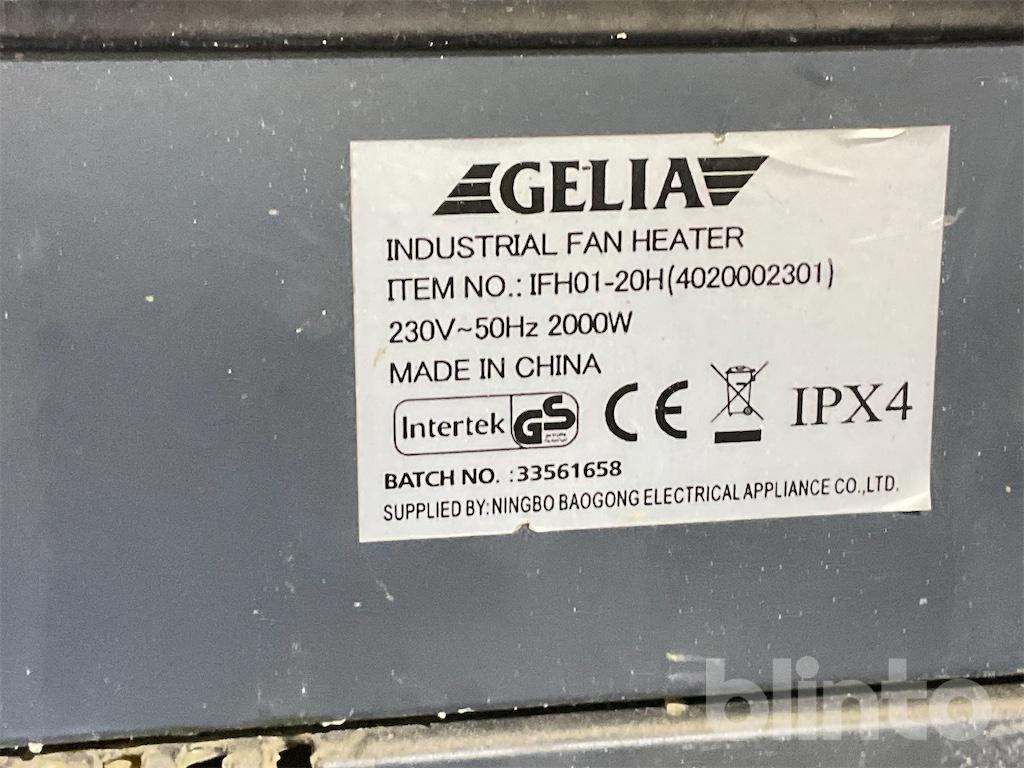 GELIA
INDUSTRIAL FAN HEATER
ITEM NO.: IFH01-20H(4020002301)
230V~50Hz 2000W
MADE IN CHINA
Intertek GS CE IPX4
BATCH NO. :33561658
SUPPLIED BY:NINGBO BAOGONG ELECTRICAL APPLIANCE CO.,LTD.
blinto